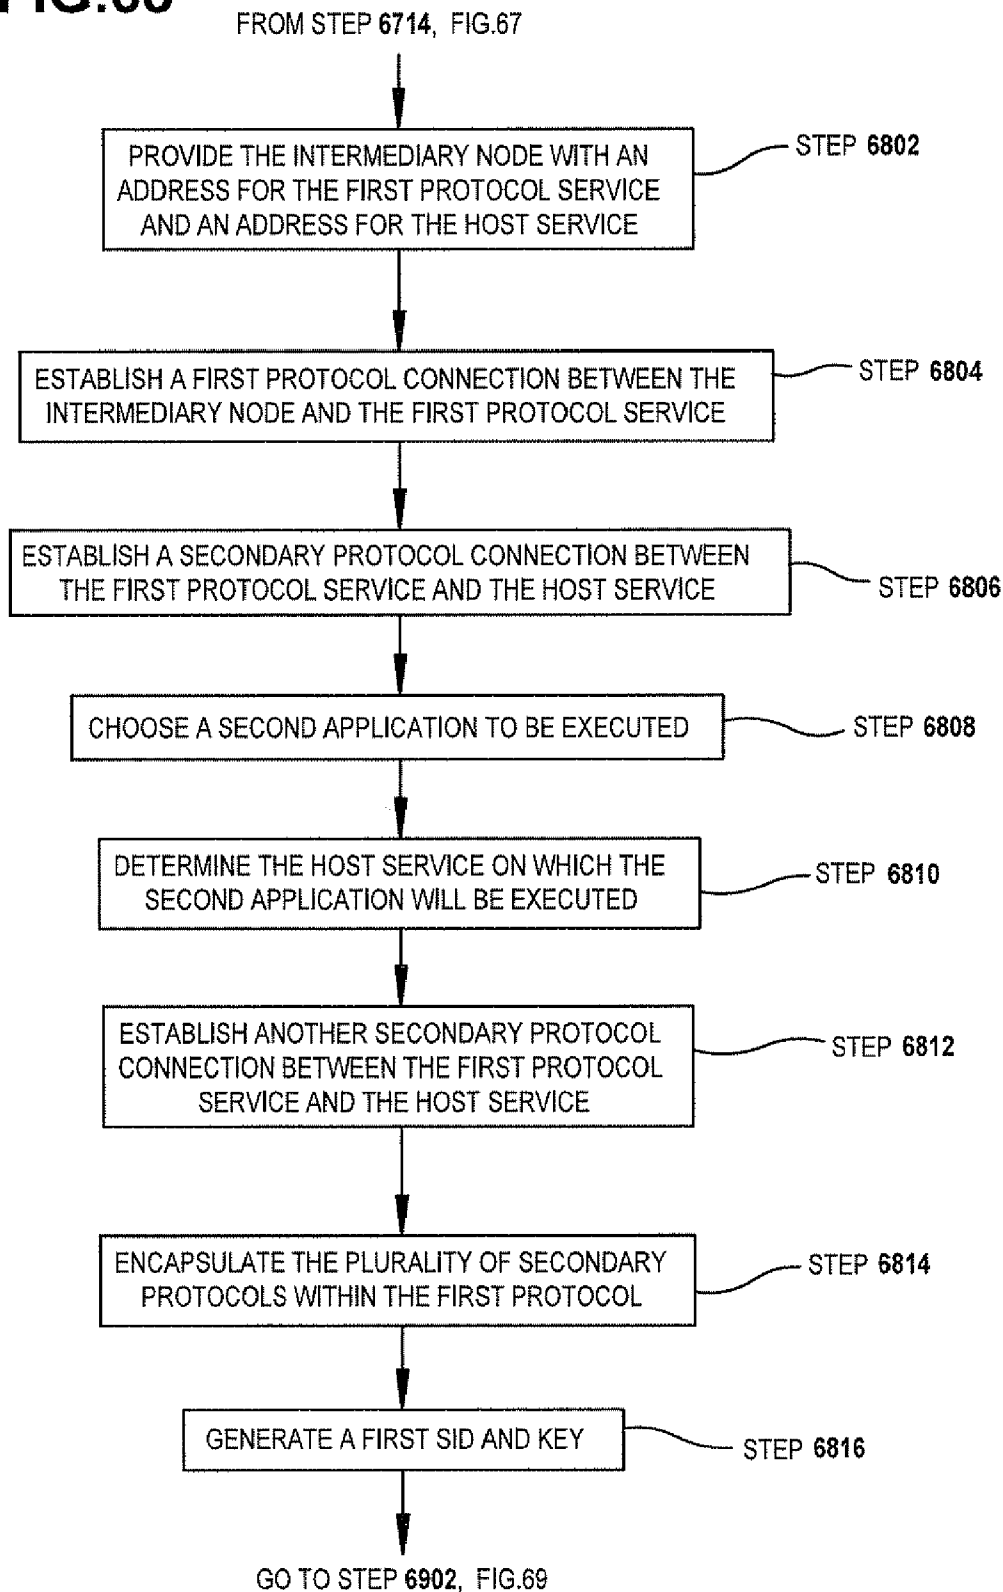 FROM STEP 6714, FIG.67
PROVIDE THE INTERMEDIARY NODE WITH AN
ADDRESS FOR THE FIRST PROTOCOL SERVICE
AND AN ADDRESS FOR THE HOST SERVICE
STEP 6802
ESTABLISH A FIRST PROTOCOL CONNECTION BETWEEN THE
INTERMEDIARY NODE AND THE FIRST PROTOCOL SERVICE
STEP 6804
ESTABLISH A SECONDARY PROTOCOL CONNECTION BETWEEN
THE FIRST PROTOCOL SERVICE AND THE HOST SERVICE
STEP 6806
CHOOSE A SECOND APPLICATION TO BE EXECUTED
STEP 6808
DETERMINE THE HOST SERVICE ON WHICH THE
SECOND APPLICATION WILL BE EXECUTED
STEP 6810
ESTABLISH ANOTHER SECONDARY PROTOCOL
CONNECTION BETWEEN THE FIRST PROTOCOL
SERVICE AND THE HOST SERVICE
STEP 6812
ENCAPSULATE THE PLURALITY OF SECONDARY
PROTOCOLS WITHIN THE FIRST PROTOCOL
STEP 6814
GENERATE A FIRST SID AND KEY
STEP 6816
GO TO STEP 6902, FIG.69